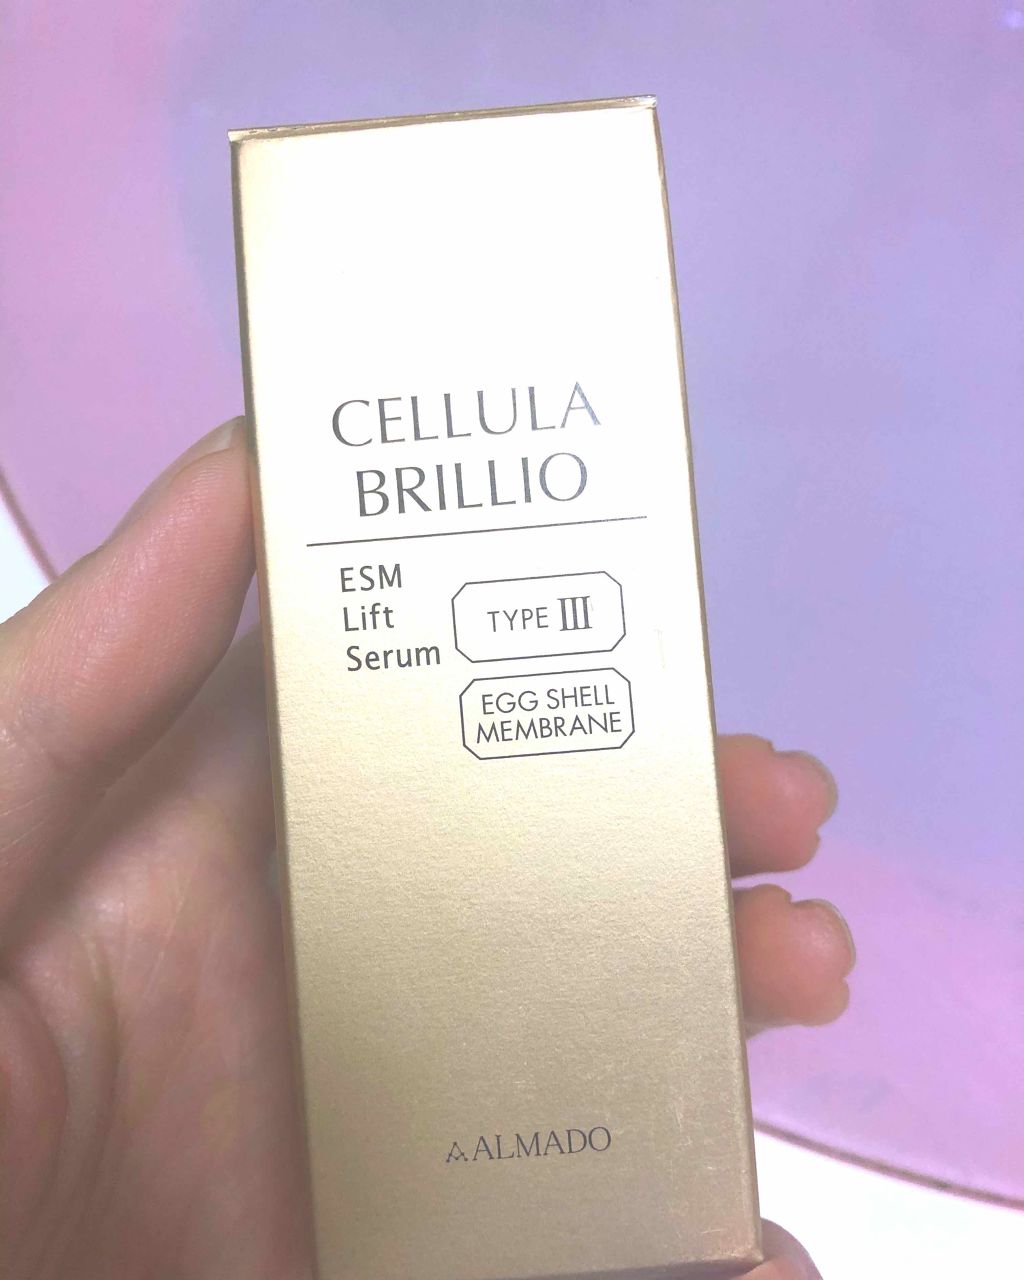 CELLULA
BRILLIO
ESM
Lift
Serum
TYPE III
EGG SHELL
MEMBRANE
ALMADO